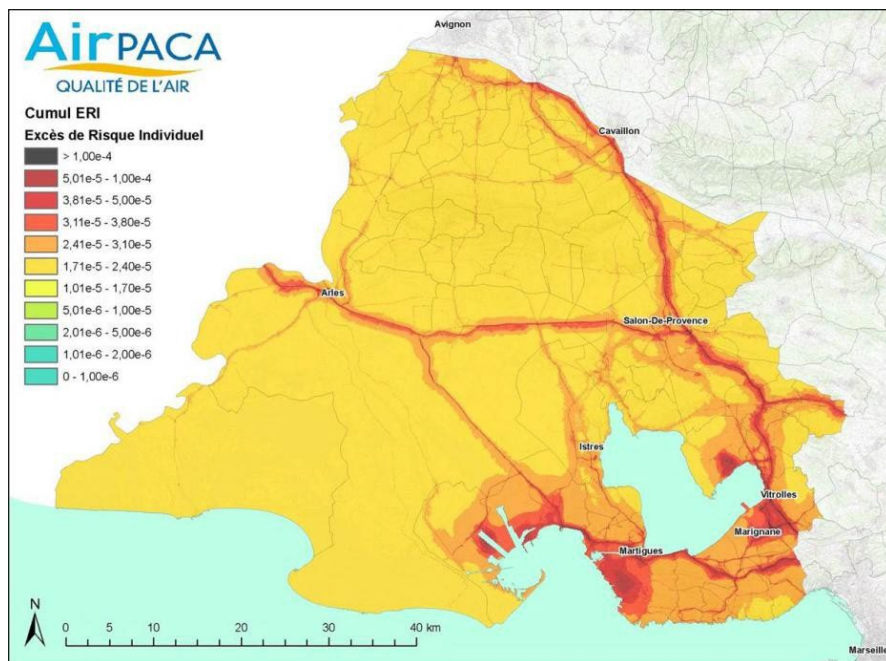 Air PACA
QUALITÉ DE L'AIR
Cumul ERI
Excès de Risque Individuel
> 1,00e-4
5,01e-5 - 1,00e-4
3,81e-5 - 5,00e-5
3,11e-5 - 3,80e-5
2,41e-5 - 3,10e-5
1,71e-5 - 2,40e-5
1,01e-5 - 1,70e-5
5,01e-6 - 1,00e-5
2,01e-6 - 5,00e-6
1,01e-6 - 2,00e-6
0 - 1,00e-6
Avignon
Cavaillon
Arles
Salon-De-Provence
Istres
Vitrolles
Marignane
Martigues
Marseille
N
0 5 10 20 30 40 km